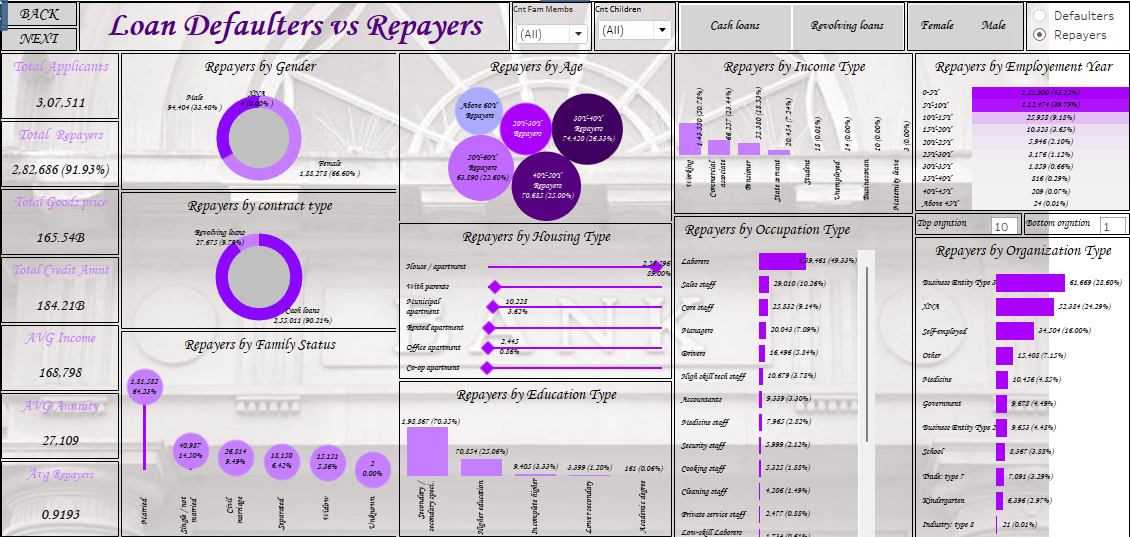 BACK
NEXT
Loan Defaulters vs Repayers
Cnt Fam Membs
(All)
Cnt Children
(All)
Cash loans
Revolving loans
Female
Male
Defaulters
Repayers
Total Applicants
3,07,511
Total Repayers
2,82,686 (91.93%)
Total Goods price
165.54B
Total Credit Amnt
184.21B
AVG Income
168,798
AVG Annuity
27,109
Avg Repayers
0.9193
Repayers by Gender
XNA
4 (0.00%)
Male
94,404 (33.40%)
Female
1,88,278 (66.60%)
Repayers by contract type
Revolving loans
27,675 (9.79%)
Cash loans
2,55,011 (90.21%)
Repayers by Family Status
1,81,582
64.23%
40,987
14.50%
26,814
9.49%
18,150
6.42%
15,151
5.36%
2
0.00%
Married
Single / not married
Civil marriage
Separated
Widow
Unknown
Repayers by Age
Above 60Y
Repayers
20Y-30Y
Repayers
30Y-40Y
Repayers
74,420 (26.33%)
50Y-60Y
Repayers
63,890 (22.60%)
40Y-50Y
Repayers
70,685 (25.00%)
Repayers by Housing Type
House / apartment
89.00%
With parents
Municipal
apartment
10,228
3.62%
Rented apartment
Office apartment
2,445
0.86%
Co-op apartment
Repayers by Education Type
1,98,867 (70.35%)
70,854 (25.06%)
9,405 (3.33%)
3,399 (1.20%)
161 (0.06%)
Secondary /
secondary speci..
Higher education
Incomplete higher
Lower secondary
Academic degree
Repayers by Income Type
1,43,550 (50.78%)
66,257 (23.44%)
52,380 (18.53%)
20,454 (7.24%)
18 (0.01%)
14 (0.00%)
10 (0.00%)
3 (0.00%)
Working
Commercial associate
Pensioner
State servant
Student
Unemployed
Businessman
Maternity leave
Repayers by Occupation Type
Laborers
1,39,461 (49.33%)
Sales staff
29,010 (10.26%)
Core staff
25,832 (9.14%)
Managers
20,043 (7.09%)
Drivers
16,496 (5.84%)
High skill tech staff
10,679 (3.78%)
Accountants
9,339 (3.30%)
Medicine staff
7,965 (2.82%)
Security staff
5,999 (2.12%)
Cooking staff
5,325 (1.88%)
Cleaning staff
4,206 (1.49%)
Private service staff
2,477 (0.88%)
Low-skill Laborers
Repayers by Employement Year
0-5Y
1,21,900 (43.12%)
5Y-10Y
1,12,474 (39.79%)
10Y-15Y
25,958 (9.18%)
15Y-20Y
10,323 (3.65%)
20Y-25Y
5,946 (2.10%)
25Y-30Y
3,176 (1.12%)
30Y-35Y
1,859 (0.66%)
35Y-40Y
816 (0.29%)
40Y-45Y
209 (0.07%)
Above 45Y
24 (0.01%)
Top orgntion
10
Bottom orgntion
1
Repayers by Organization Type
Business Entity Type 3
61,669 (28.60%)
XNA
52,384 (24.29%)
Self-employed
34,504 (16.00%)
Other
15,408 (7.15%)
Medicine
10,456 (4.85%)
Government
9,678 (4.49%)
Business Entity Type 2
9,653 (4.48%)
School
8,367 (3.88%)
Trade: type 7
7,091 (3.29%)
Kindergarten
6,396 (2.97%)
Industry: type 8
21 (0.01%)
BANK